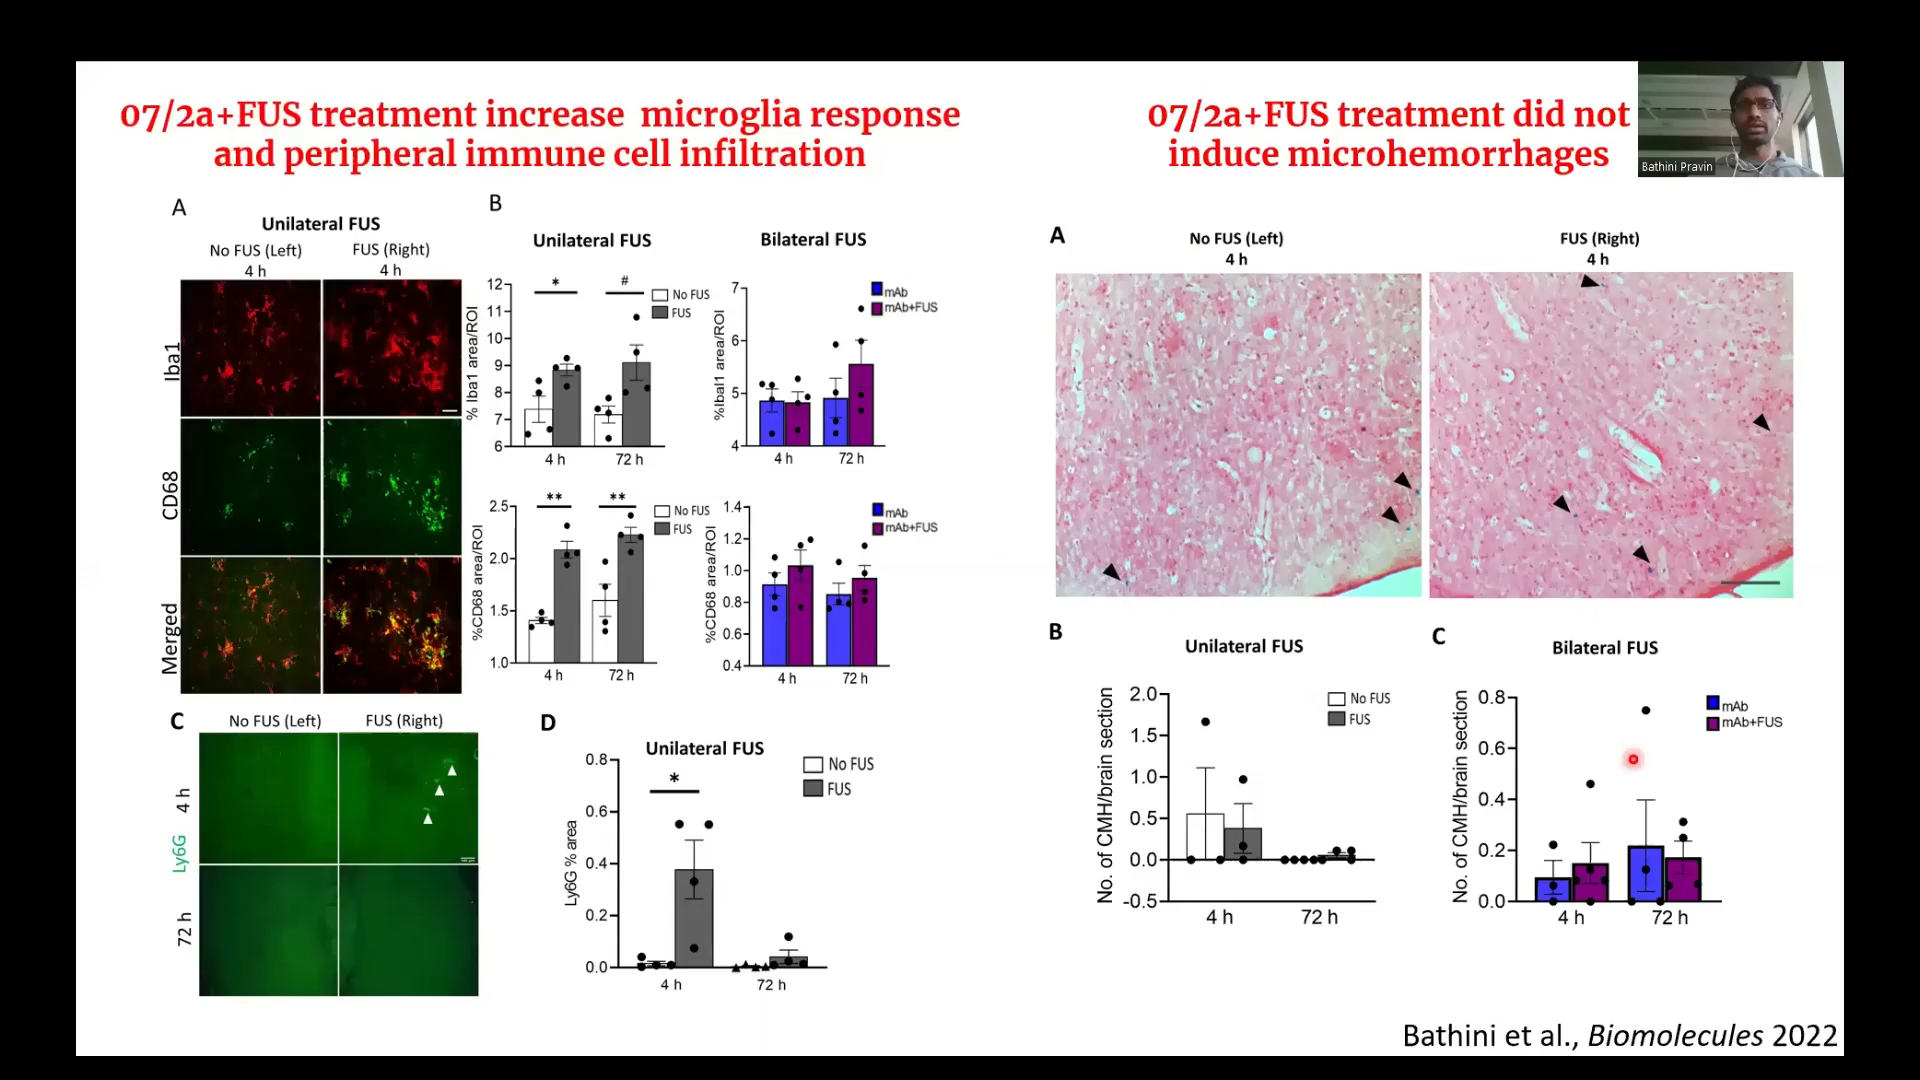 07/2a+FUS treatment increase microglia response
and peripheral immune cell infiltration
A
Unilateral FUS
No FUS (Left)
FUS (Right)
4 h
4 h
Iba1
CD68
Merged
B
Unilateral FUS
% Iba1 area/ROI
12
11
10
9
8
7
6
*
#
No FUS
FUS
4 h
72 h
Bilateral FUS
%Ibal1 area/ROI
7
6
5
4
mAb
mAb+FUS
4 h
72 h
%CD68 area/ROI
2.5
2.0
1.5
1.0
**
**
No FUS
FUS
4 h
72 h
%CD68 area/ROI
1.4
1.2
1.0
0.8
0.6
0.4
mAb
mAb+FUS
4 h
72 h
C
No FUS (Left)
FUS (Right)
Ly6G
4 h
72 h
D
Unilateral FUS
Ly6G % area
0.8
0.6
0.4
0.2
0.0
*
No FUS
FUS
4 h
72 h
07/2a+FUS treatment did not
induce microhemorrhages
Bathini Pravin
A
No FUS (Left)
4 h
FUS (Right)
4 h
B
Unilateral FUS
No. of CMH/brain section
2.0
1.5
1.0
0.5
0.0
-0.5
No FUS
FUS
4 h
72 h
C
Bilateral FUS
No. of CMH/brain section
0.8
0.6
0.4
0.2
0.0
mAb
mAb+FUS
4 h
72 h
Bathini et al., Biomolecules 2022